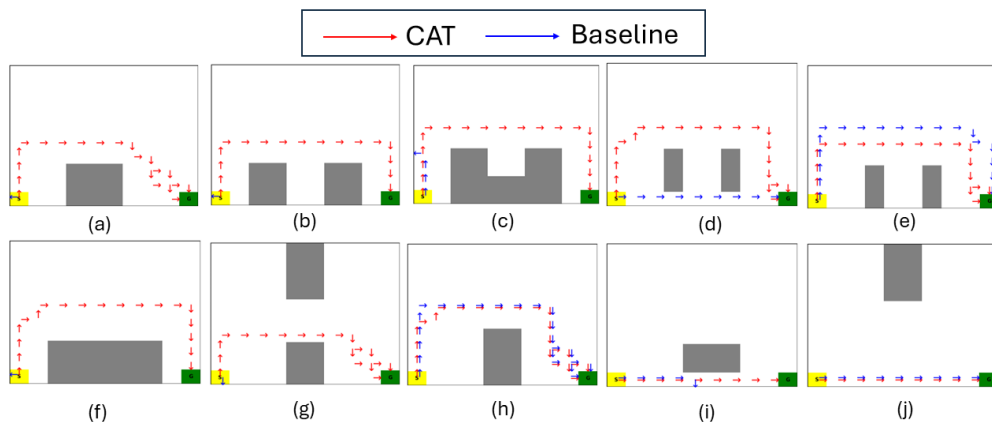 CAT Baseline
S G
S G
S G
S G
S G
(a) (b) (c) (d) (e)
S G
S G
S G
S G
S G
(f) (g) (h) (i) (j)